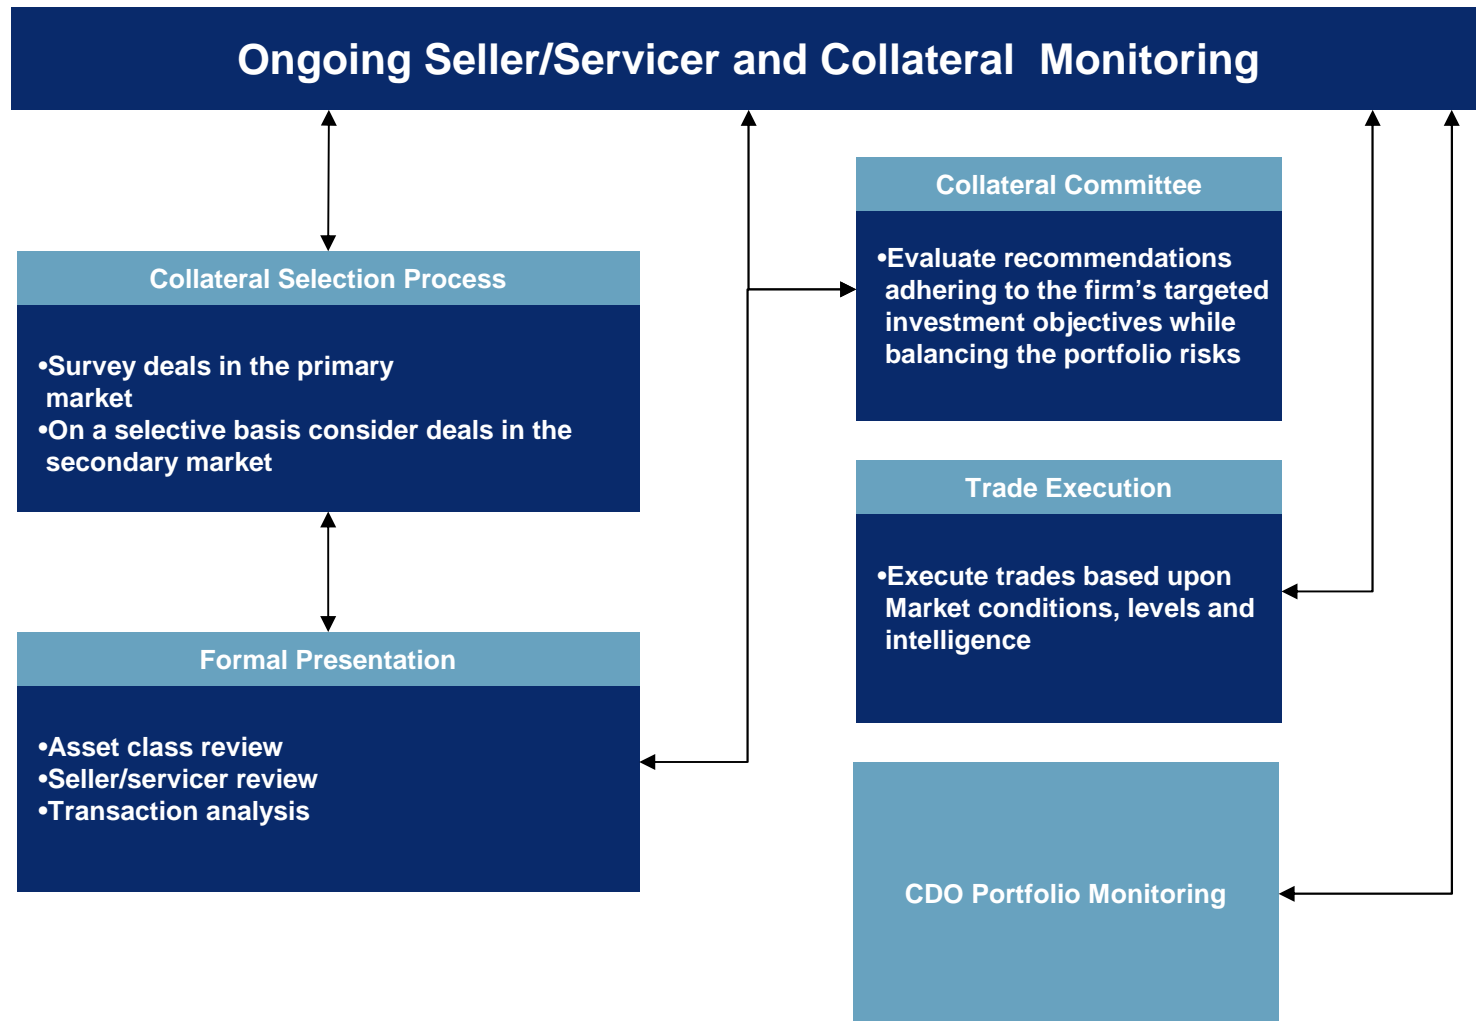 Ongoing Seller/Servicer and Collateral  Monitoring
Collateral Selection Process
•Survey deals in the primary
market
•On a selective basis consider deals in the
secondary market
Formal Presentation
•Asset class review
•Seller/servicer review
•Transaction analysis
Collateral Committee
•Evaluate recommendations
adhering to the firm’s targeted
investment objectives while
balancing the portfolio risks
Trade Execution
•Execute trades based upon
Market conditions, levels and
intelligence
CDO Portfolio Monitoring